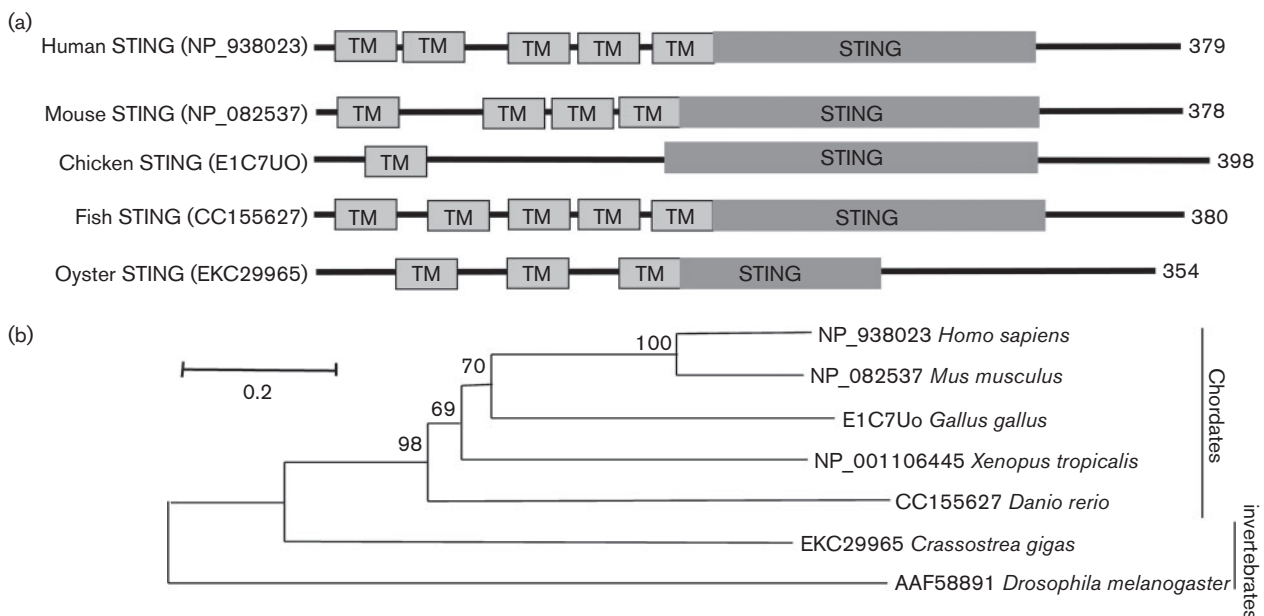 (a)
Human STING (NP_938023) TM TM TM TM TM STING 379
Mouse STING (NP_082537) TM TM TM TM STING 378
Chicken STING (E1C7UO) TM STING 398
Fish STING (CC155627) TM TM TM TM TM STING 380
Oyster STING (EKC29965) TM TM TM STING 354
(b)
0.2
100
70
69
98
NP_938023 Homo sapiens
NP_082537 Mus musculus
E1C7Uo Gallus gallus
NP_001106445 Xenopus tropicalis
CC155627 Danio rerio
EKC29965 Crassostrea gigas
AAF58891 Drosophila melanogaster
Chordates
invertebrates